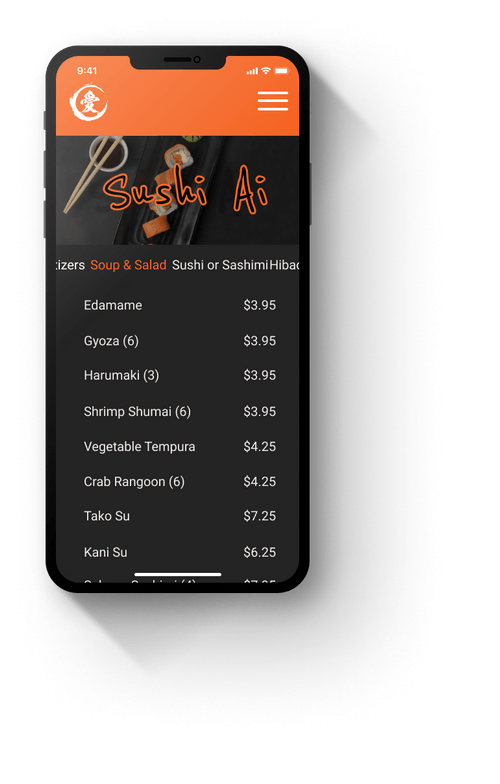 9:41
愛
Sushi Ai
tizers Soup & Salad Sushi or Sashimi Hibac
Edamame $3.95
Gyoza (6) $3.95
Harumaki (3) $3.95
Shrimp Shumai (6) $3.95
Vegetable Tempura $4.25
Crab Rangoon (6) $4.25
Tako Su $7.25
Kani Su $6.25